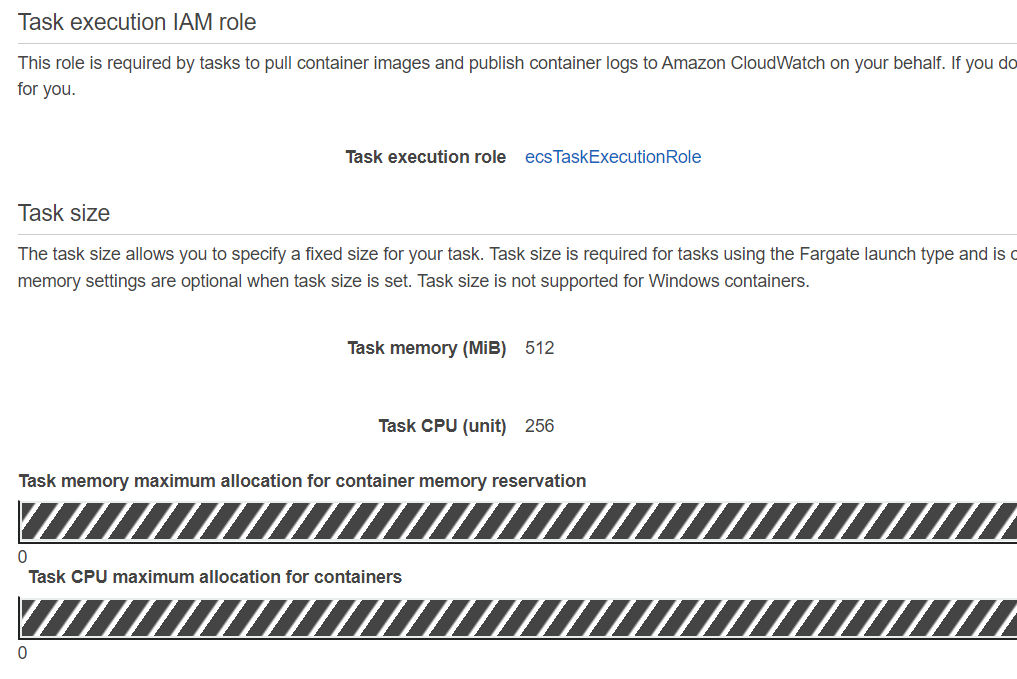 Task execution IAM role
This role is required by tasks to pull container images and publish container logs to Amazon CloudWatch on your behalf. If you do
for you.
Task execution role ecsTaskExecutionRole
Task size
The task size allows you to specify a fixed size for your task. Task size is required for tasks using the Fargate launch type and is
memory settings are optional when task size is set. Task size is not supported for Windows containers.
Task memory (MiB) 512
Task CPU (unit) 256
Task memory maximum allocation for container memory reservation
0
Task CPU maximum allocation for containers
0